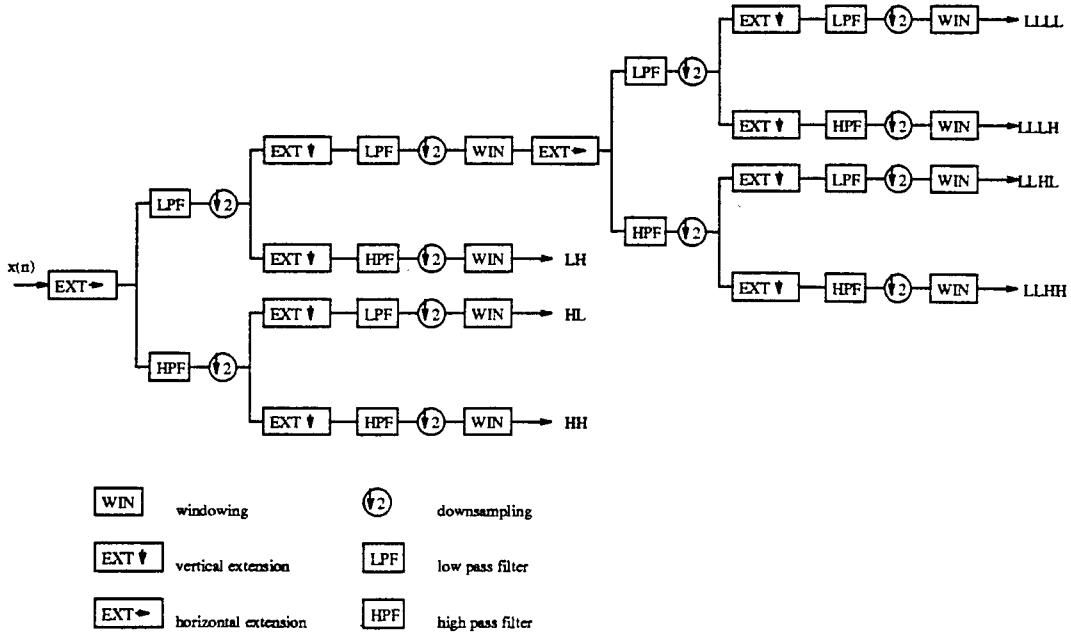 EXT LPF 2 WIN LLLL
LPF 2
EXT HPF 2 WIN LLLH
EXT LPF 2 WIN EXT
EXT LPF 2 WIN LLHL
LPF 2
HPF 2
EXT HPF 2 WIN LH
x(n) EXT
EXT HPF 2 WIN LLHH
EXT LPF 2 WIN HL
HPF 2
EXT HPF 2 WIN HH
WIN windowing 2 downsampling
EXT vertical extension LPF low pass filter
EXT horizontal extension HPF high pass filter